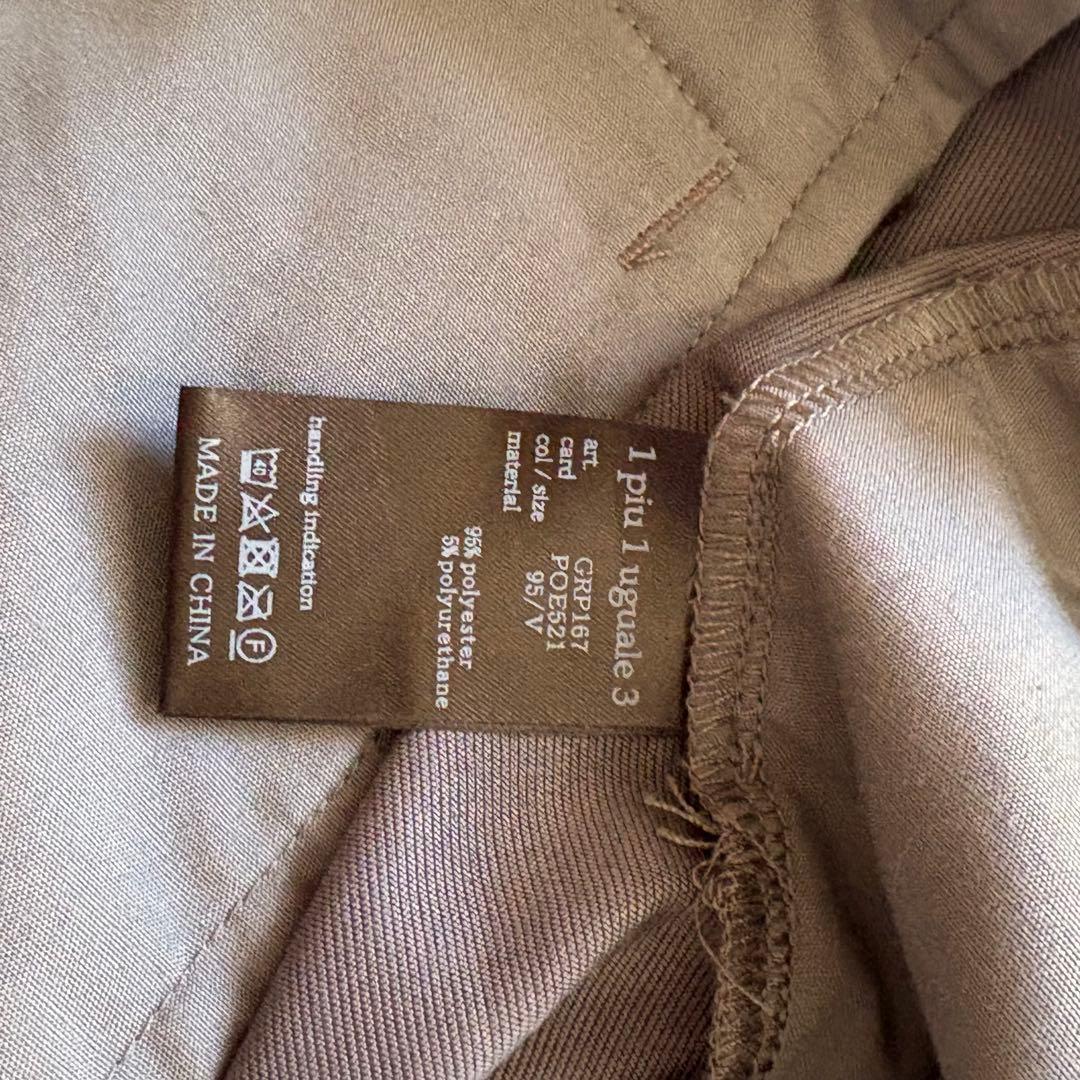 1 piu 1 uguale 3
art. GRP167
card POE521
col / size 95/V
material
95% polyester
5% polyurethane
handling indication
40 F
MADE IN CHINA